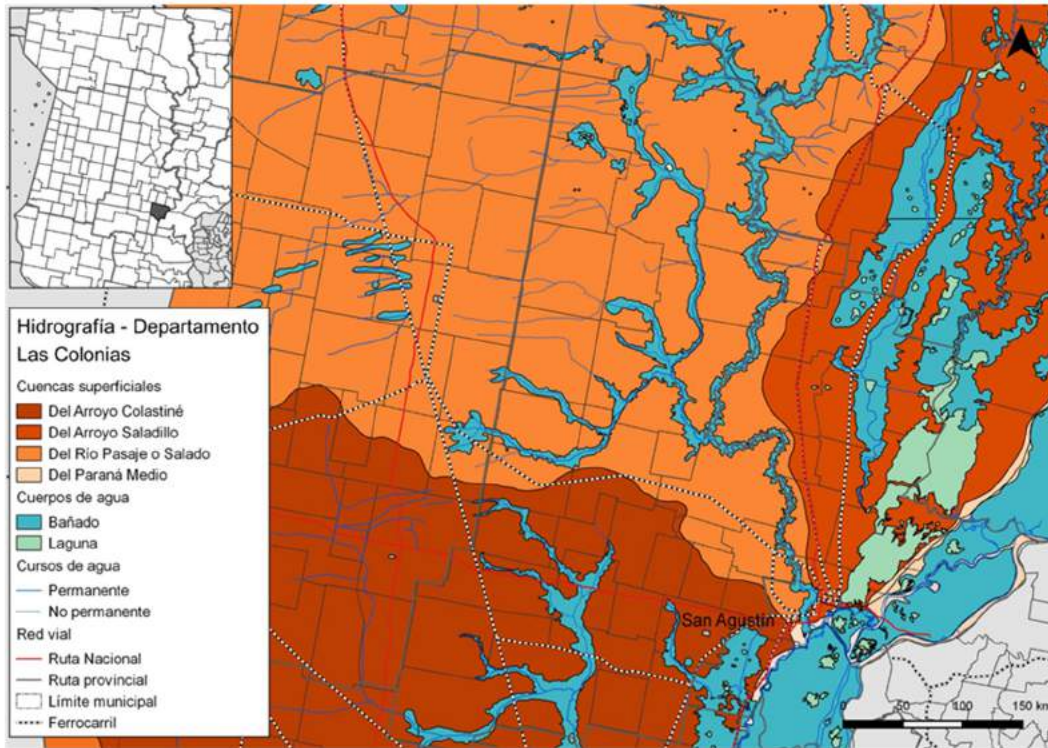 Hidrografía - Departamento
Las Colonias
Cuencas superficiales
Del Arroyo Colastiné
Del Arroyo Saladillo
Del Río Pasaje o Salado
Del Paraná Medio
Cuerpos de agua
Bañado
Laguna
Cursos de agua
Permanente
No permanente
Red vial
Ruta Nacional
Ruta provincial
Límite municipal
Ferrocarril
San Agustín
0 50 100 150 km